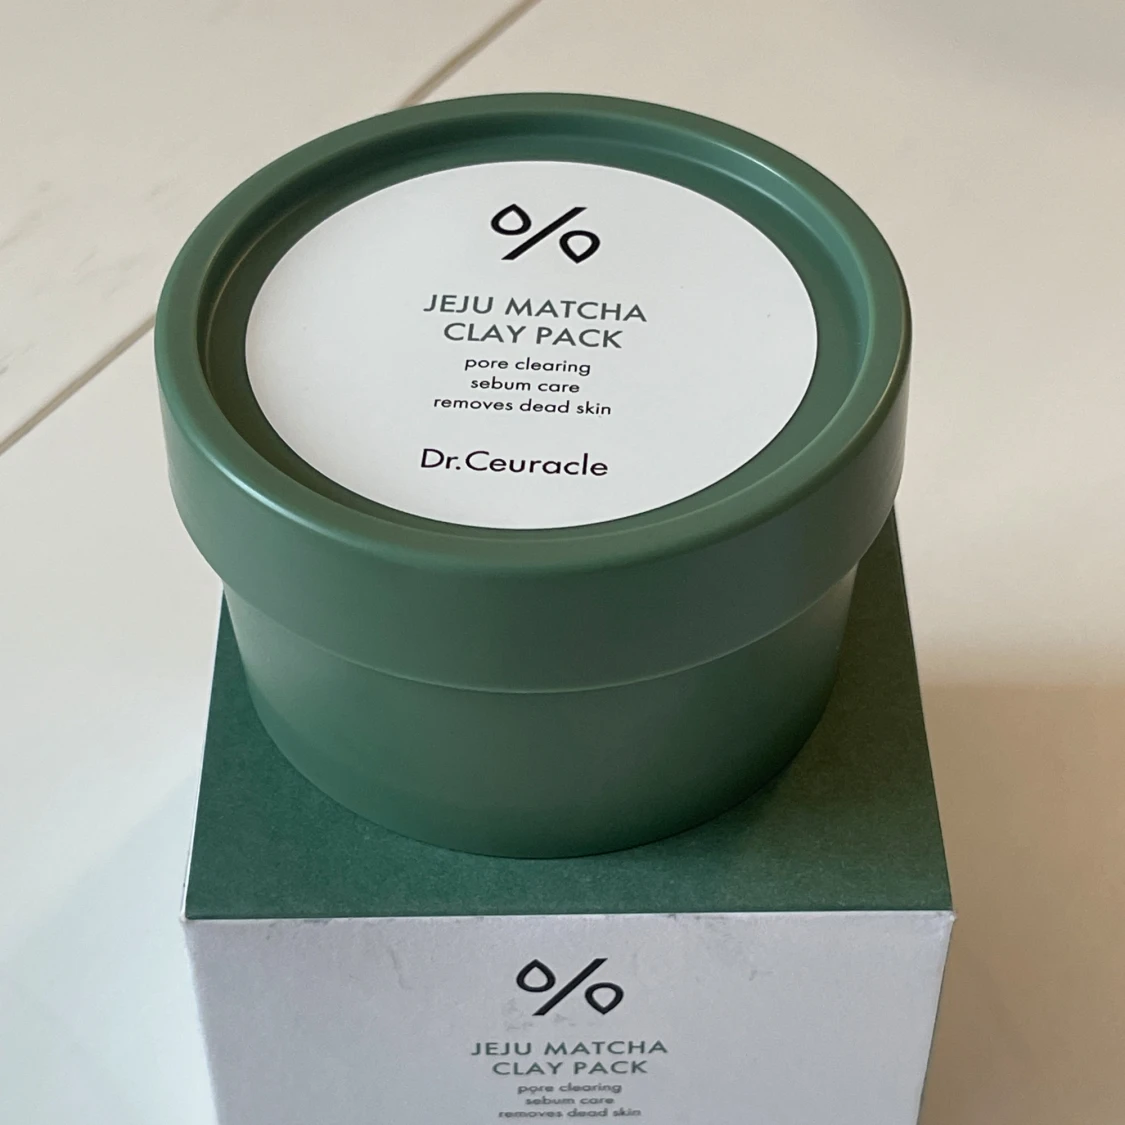 JEJU MATCHA
CLAY PACK
pore clearing
sebum care
removes dead skin
Dr.Ceuracle
JEJU MATCHA
CLAY PACK
pore clearing
sebum care
removes dead skin